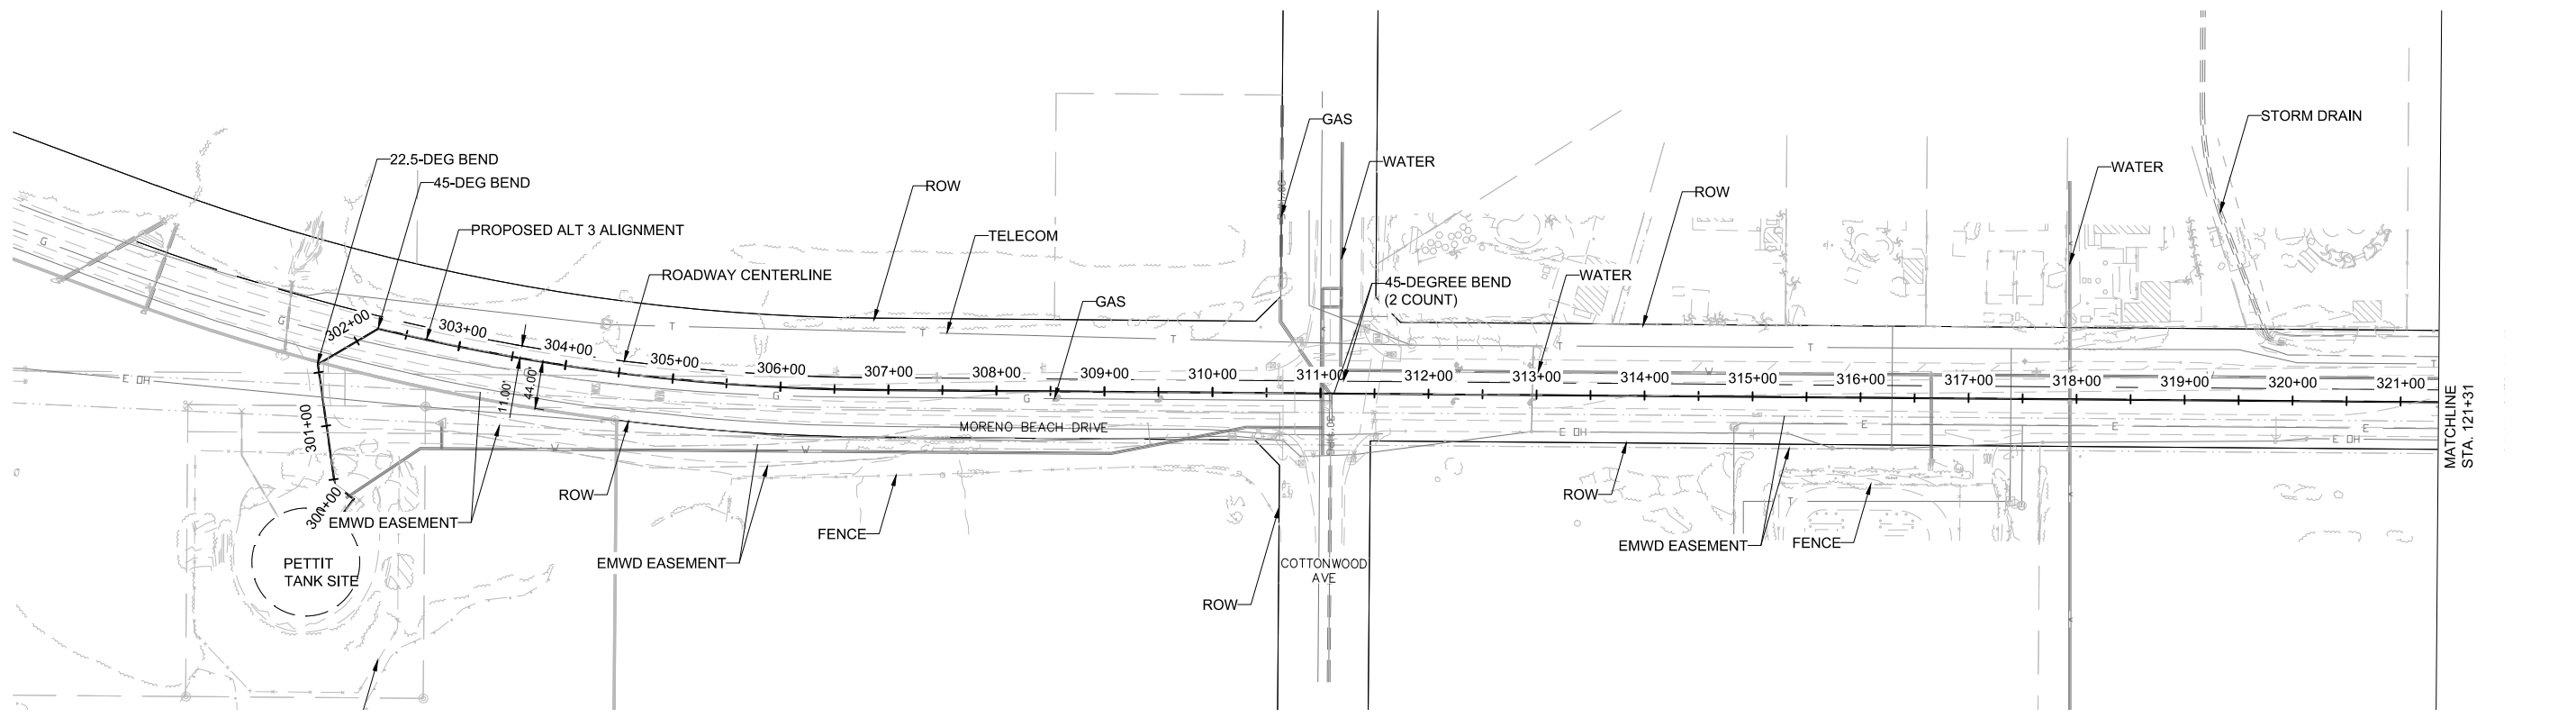 GAS
STORM DRAIN
22.5-DEG BEND
WATER
WATER
45-DEG BEND
ROW
ROW
PROPOSED ALT 3 ALIGNMENT
TELECOM
G
ROADWAY CENTERLINE
WATER
45-DEGREE BEND
(2 COUNT)
GAS
G
302+00
303+00
304+00
305+00
306+00
307+00
308+00
309+00
310+00
311+00
312+00
313+00
314+00
315+00
316+00
317+00
318+00
319+00
320+00
321+00
T
T
T
T
T
T
W
E OH
11.00'
44.00'
G
G
301+00
300+00
MORENO BEACH DRIVE
E OH
E
E
E
E OH
W
W
MATCHLINE
STA. 121+31
ROW
ROW
T
EMWD EASEMENT
FENCE
EMWD EASEMENT
FENCE
EMWD EASEMENT
PETTIT
TANK SITE
COTTONWOOD
AVE
ROW